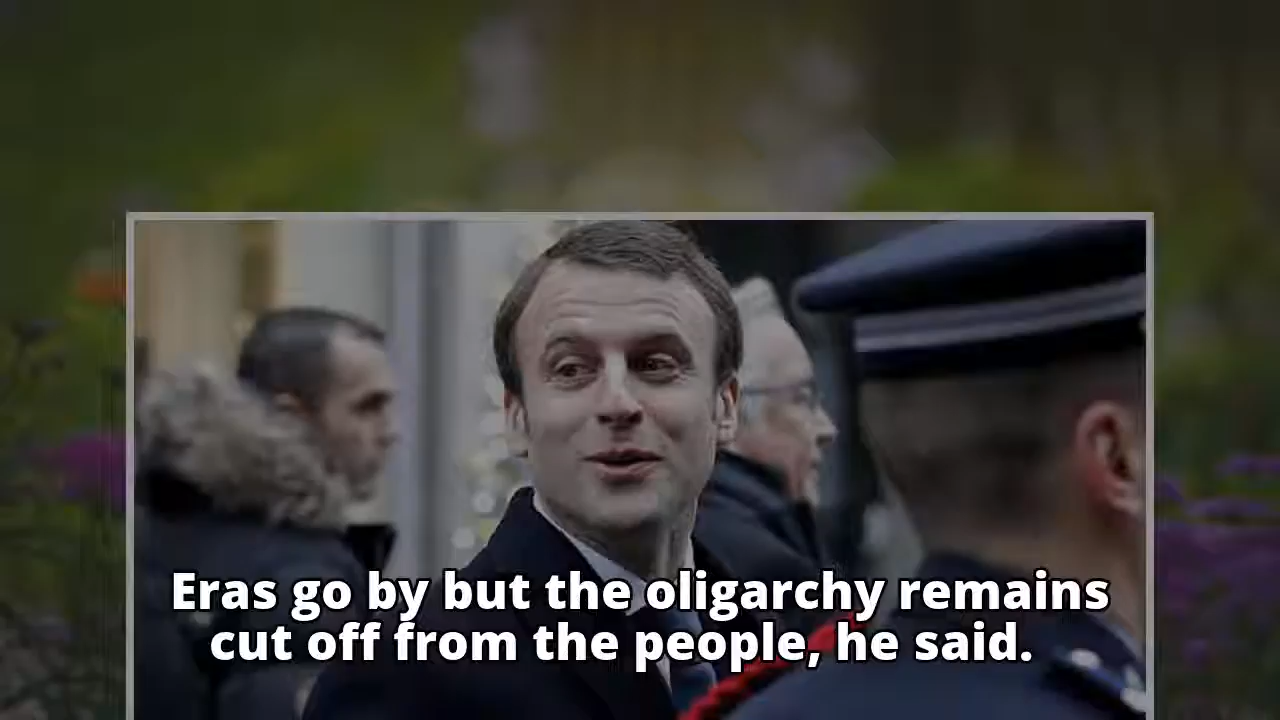 Eras go by but the oligarchy remains
cut off from the people, he said.